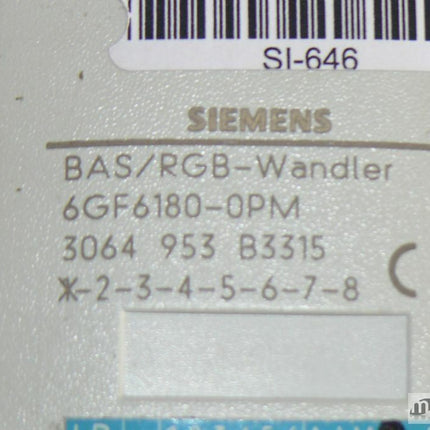 SI-646
SIEMENS
BAS/RGB-Wandler
6GF6180-0PM
3064 953 B3315
Ж-2-3-4-5-6-7-8